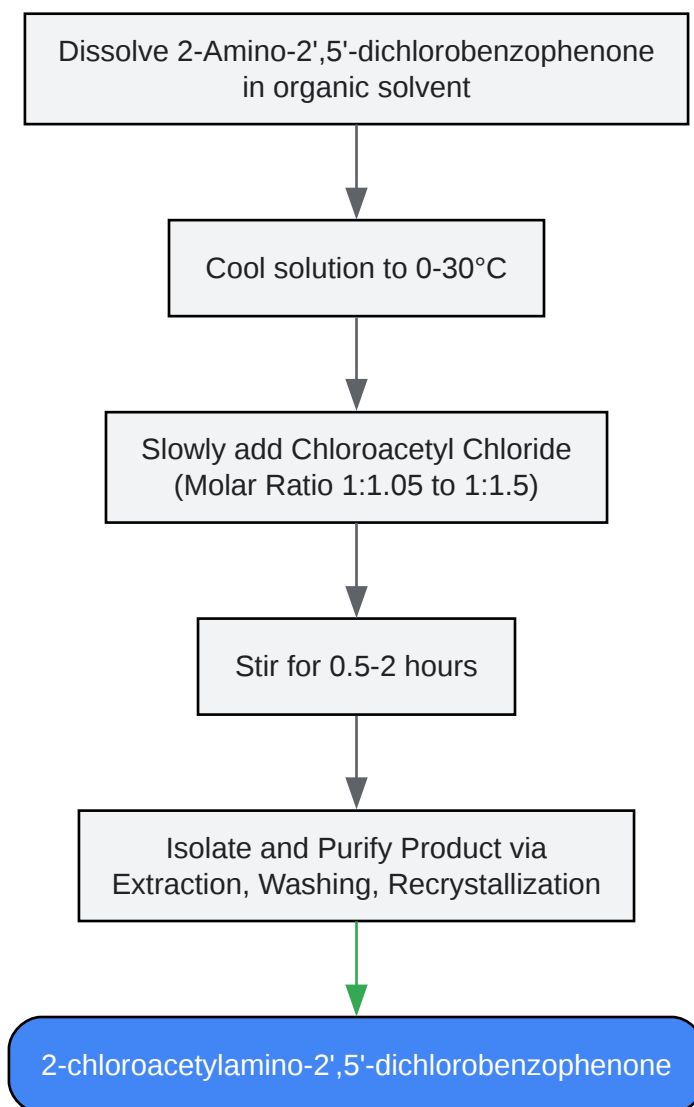 Dissolve 2-Amino-2',5'-dichlorobenzophenone
in organic solvent
Cool solution to 0-30°C
Slowly add Chloroacetyl Chloride
(Molar Ratio 1:1.05 to 1:1.5)
Stir for 0.5-2 hours
Isolate and Purify Product via
Extraction, Washing, Recrystallization
2-chloroacetylamino-2',5'-dichlorobenzophenone